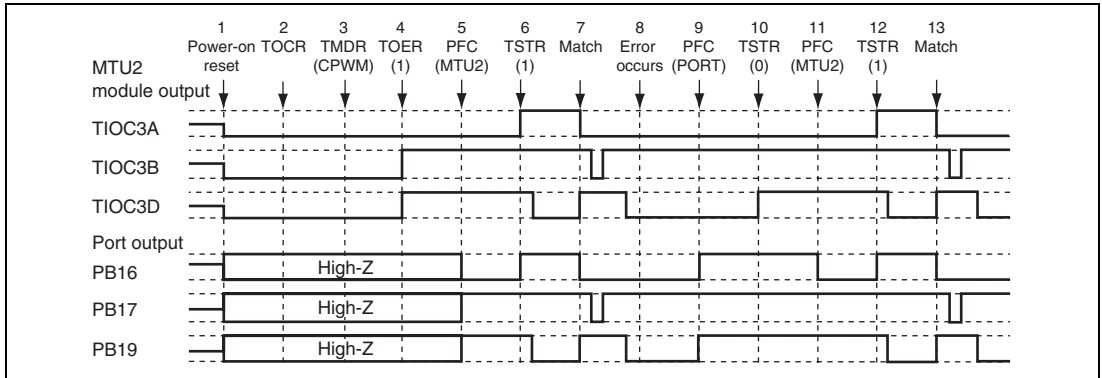 1 2 3 4 5 6 7 8 9 10 11 12 13
Power-on TOCR TMDR TOER PFC TSTR Match Error PFC TSTR PFC TSTR Match
reset (CPWM) (1) (MTU2) (1) occurs (PORT) (0) (MTU2) (1)
MTU2
module output
TIOC3A
TIOC3B
TIOC3D
Port output
PB16 High-Z
PB17 High-Z
PB19 High-Z